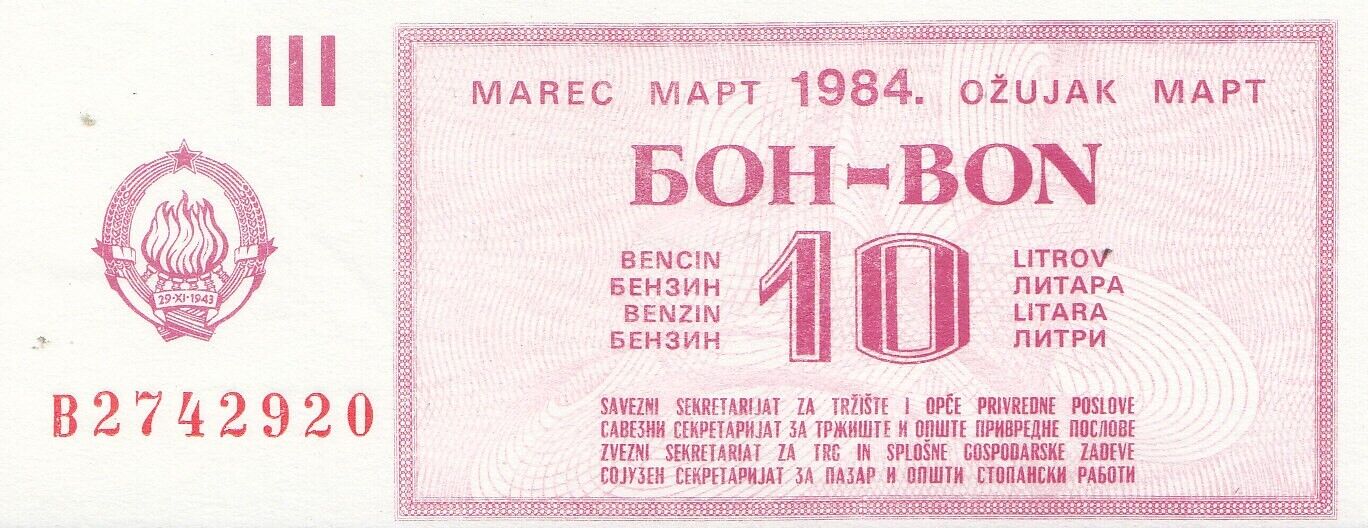 III
MAREC МАРТ 1984. OŽUJAK МАРТ
БОН-BON
BENCIN 10 LITROV
БЕНЗИН ЛИТАРА
BENZIN LITARA
БЕНЗИН ЛИТРИ
29·XI·1943
B2742920
SAVEZNI SEKRETARIJAT ZA TRŽIŠTE I OPĆE PRIVREDNE POSLOVE
САВЕЗНИ СЕКРЕТАРИЈАТ ЗА ТРЖИШТЕ И ОПШТЕ ПРИВРЕДНЕ ПОСЛОВЕ
ZVEZNI SEKRETARIAT ZA TRG IN SPLOŠNE GOSPODARSKE ZADEVE
СОЈУЗЕН СЕКРЕТАРИЈАТ ЗА ПАЗАР И ОПШТИ СТОПАНСКИ РАБОТИ